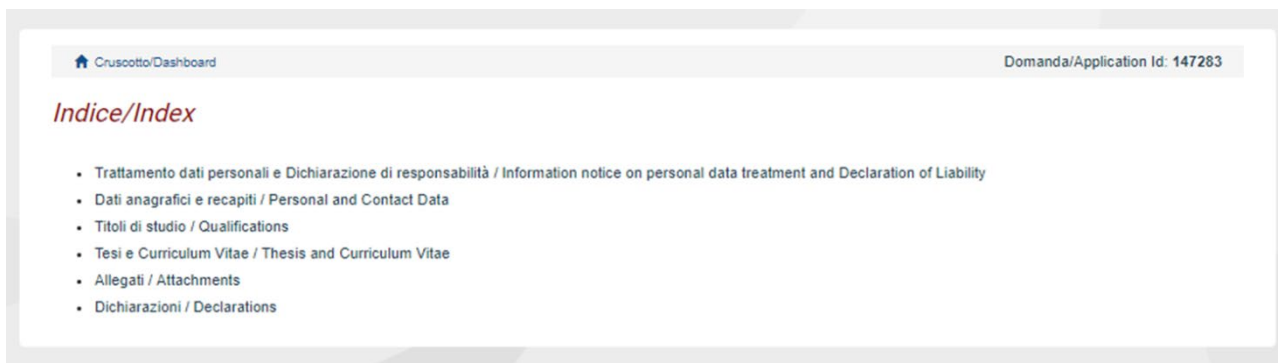 Cruscotto/Dashboard Domanda/Application Id: 147283
Indice/Index
Trattamento dati personali e Dichiarazione di responsabilità / Information notice on personal data treatment and Declaration of Liability
Dati anagrafici e recapiti / Personal and Contact Data
Titoli di studio / Qualifications
Tesi e Curriculum Vitae / Thesis and Curriculum Vitae
Allegati / Attachments
Dichiarazioni / Declarations